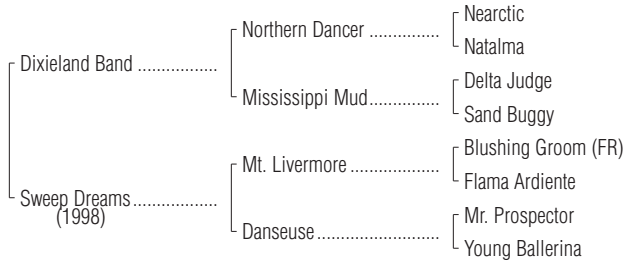 Nearctic
Northern Dancer ................
Natalma
Dixieland Band .................
Delta Judge
Mississippi Mud................
Sand Buggy
Blushing Groom (FR)
Mt. Livermore ....................
Flama Ardiente
Sweep Dreams..................
(1998)
Mr. Prospector
Danseuse............................
Young Ballerina